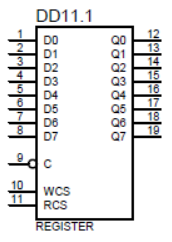 DD11.1
1 D0 Q0 12
2 D1 Q1 13
3 D2 Q2 14
4 D3 Q3 15
5 D4 Q4 16
6 D5 Q5 17
7 D6 Q6 18
8 D7 Q7 19
9 C
10 WCS
11 RCS
REGISTER